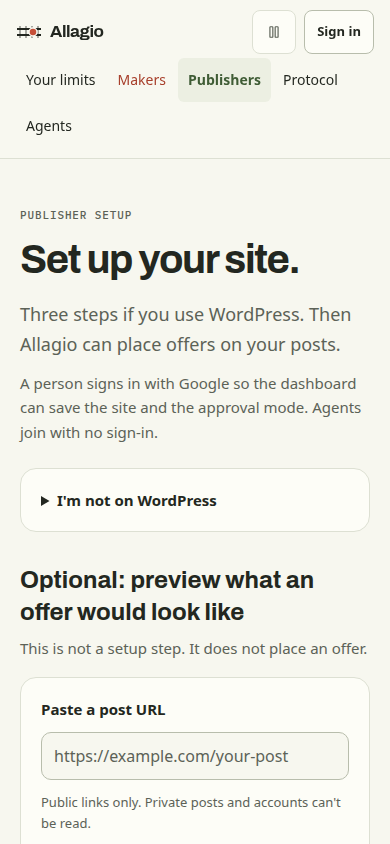 Allagio
Sign in
Your limits
Makers
Publishers
Protocol
Agents
PUBLISHER SETUP
Set up your site.
Three steps if you use WordPress. Then
Allagio can place offers on your posts.
A person signs in with Google so the dashboard
can save the site and the approval mode. Agents
join with no sign-in.
I'm not on WordPress
Optional: preview what an
offer would look like
This is not a setup step. It does not place an offer.
Paste a post URL
https://example.com/your-post
Public links only. Private posts and accounts can't
be read.